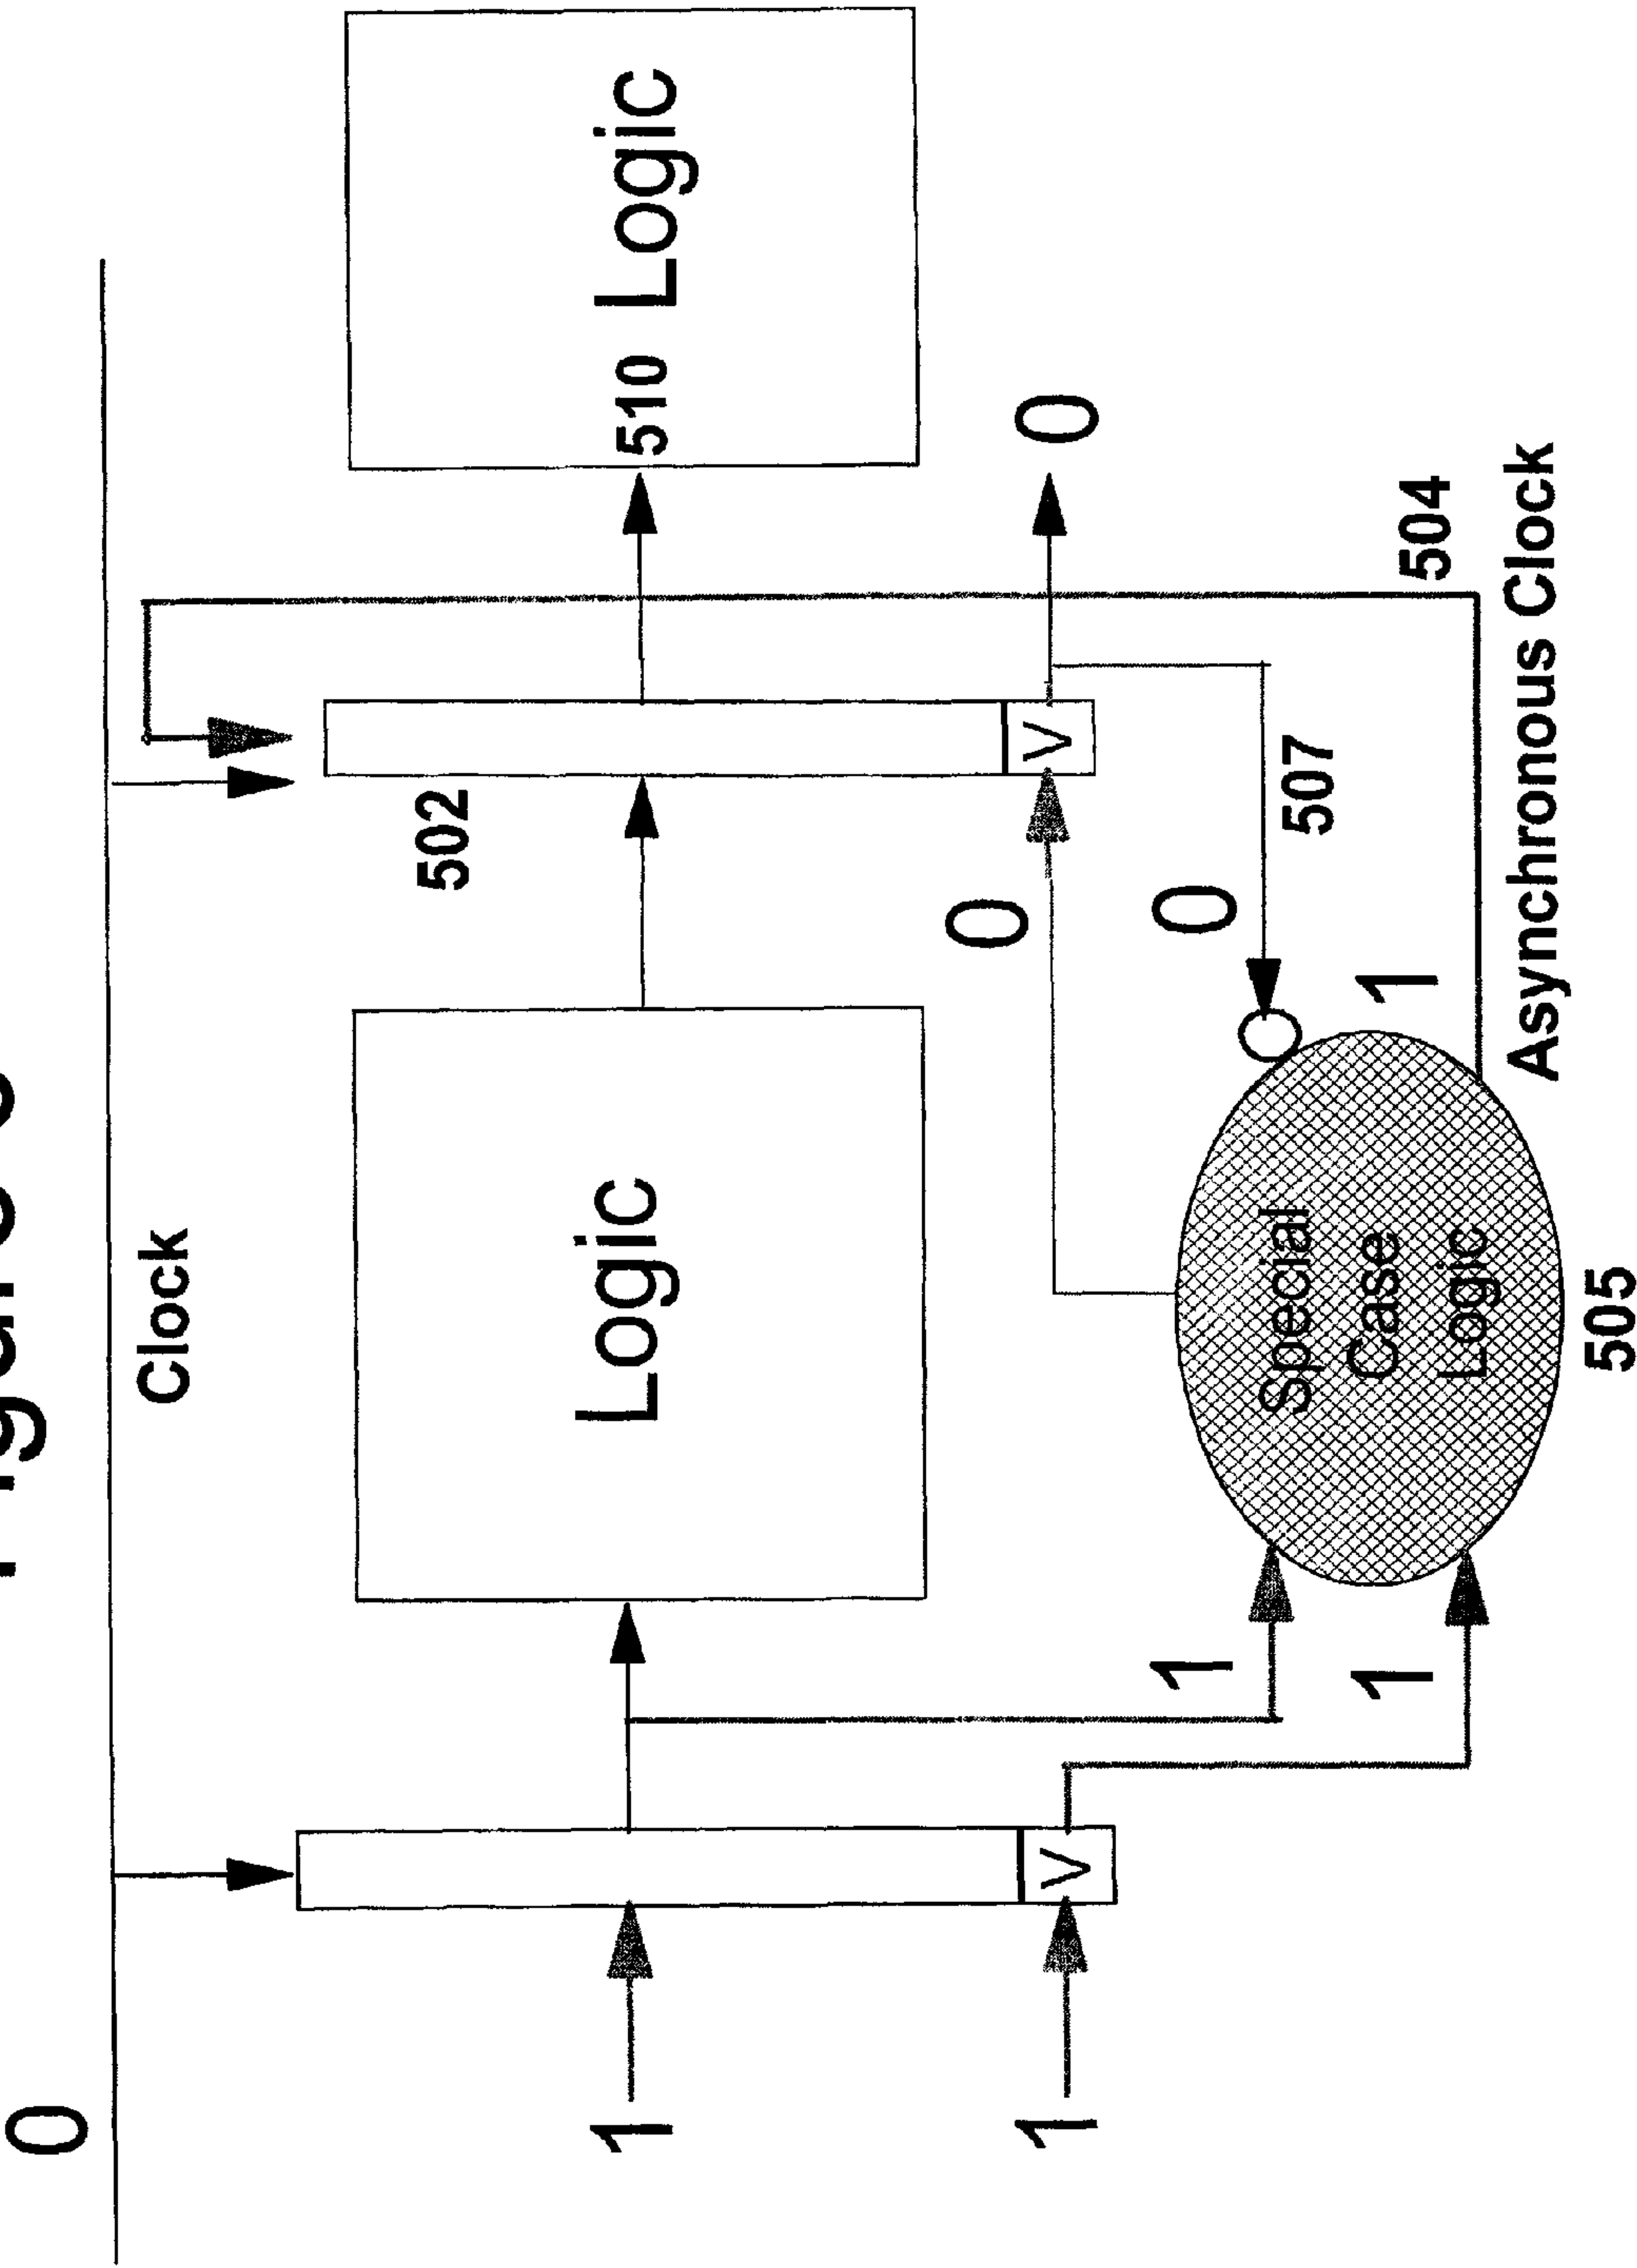 Figure
0
Clock
502
Logic
510 Logic
1
1
V
V
0
0
1
1
0
507
1
504
Special
Case
Logic
Asynchronous Clock
505